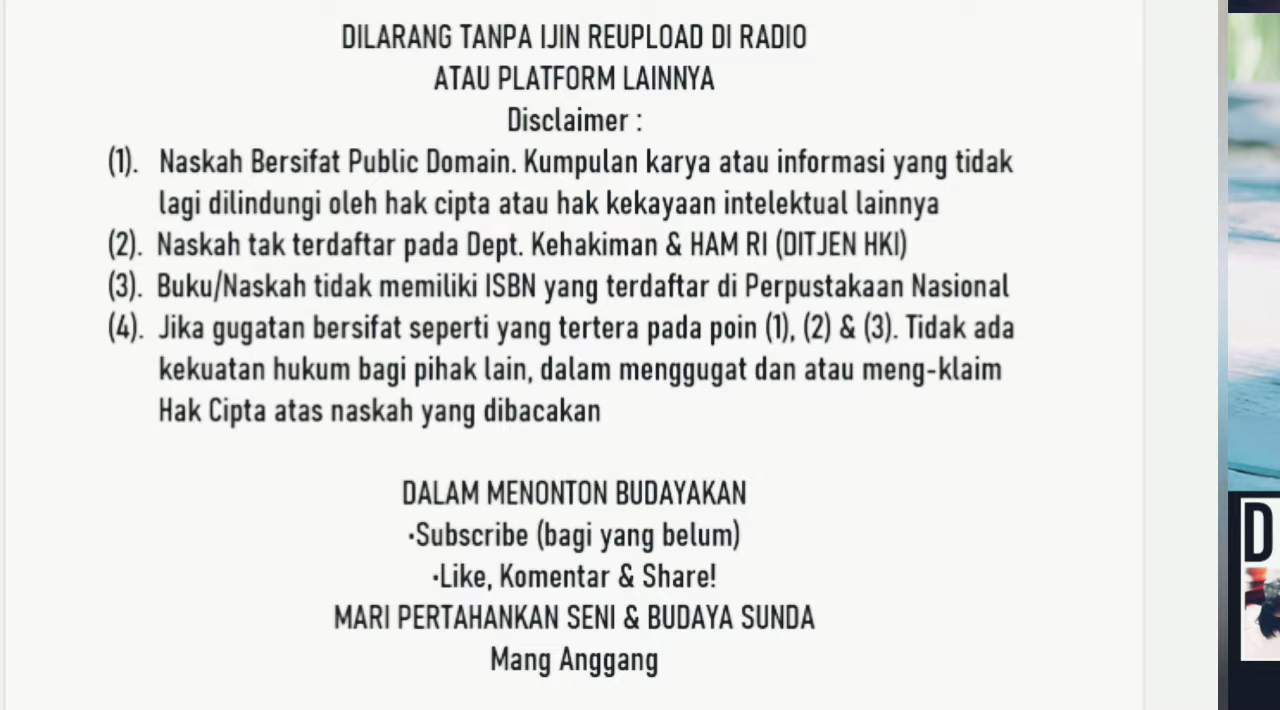 DILARANG TANPA IJIN REUPLOAD DI RADIO
ATAU PLATFORM LAINNYA
Disclaimer :
(1). Naskah Bersifat Public Domain. Kumpulan karya atau informasi yang tidak
lagi dilindungi oleh hak cipta atau hak kekayaan intelektual lainnya
(2). Naskah tak terdaftar pada Dept. Kehakiman & HAM RI (DITJEN HKI)
(3). Buku/Naskah tidak memiliki ISBN yang terdaftar di Perpustakaan Nasional
(4). Jika gugatan bersifat seperti yang tertera pada poin (1), (2) & (3). Tidak ada
kekuatan hukum bagi pihak lain, dalam menggugat dan atau meng-klaim
Hak Cipta atas naskah yang dibacakan
DALAM MENONTON BUDAYAKAN
•Subscribe (bagi yang belum)
•Like, Komentar & Share!
MARI PERTAHANKAN SENI & BUDAYA SUNDA
Mang Anggang
D